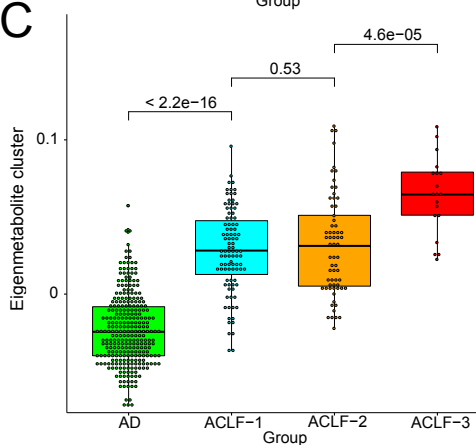 Group
C
4.6e−05
0.53
< 2.2e−16
Eigenmetabolite cluster
0.1
0
AD ACLF−1 ACLF−2 ACLF−3
Group